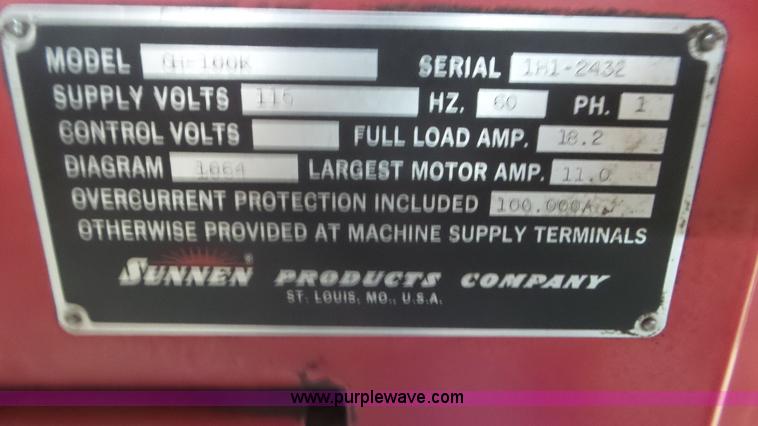 MODEL CH-100K SERIAL 1H1-2432
SUPPLY VOLTS 115 HZ. 60 PH. 1
CONTROL VOLTS FULL LOAD AMP. 18.2
DIAGRAM 1664 LARGEST MOTOR AMP. 11.0
OVERCURRENT PROTECTION INCLUDED 100.000A
OTHERWISE PROVIDED AT MACHINE SUPPLY TERMINALS
SUNNEN® PRODUCTS COMPANY
ST. LOUIS, MO., U.S.A.
www.purplewave.com